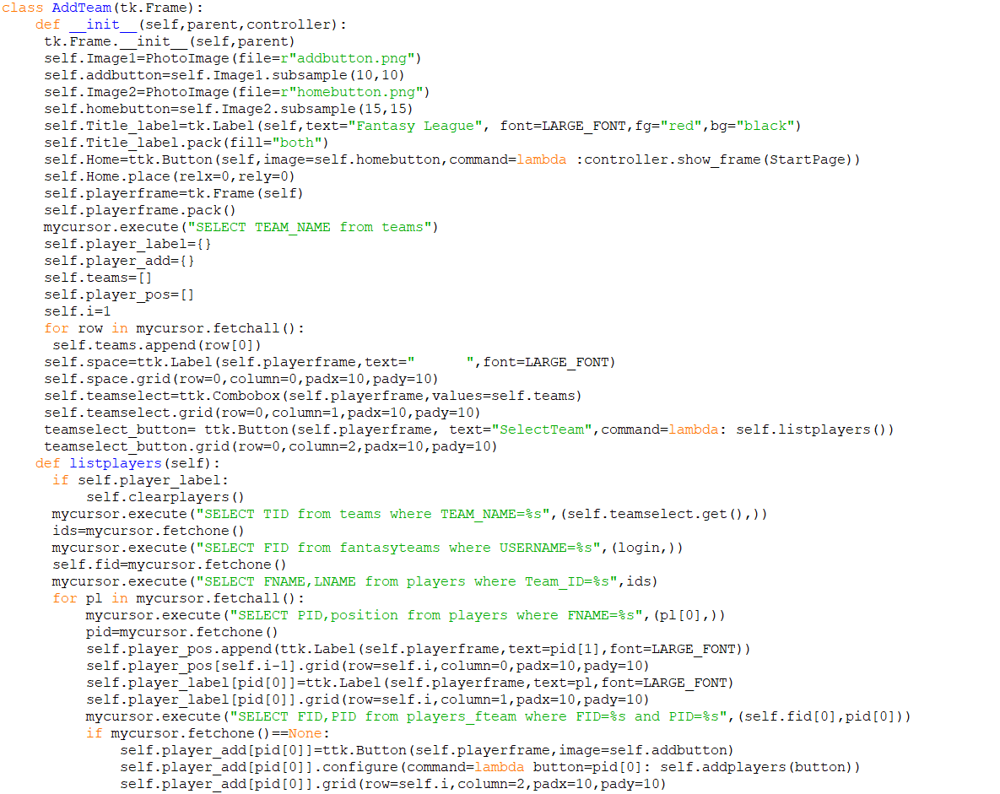 class AddTeam(tk.Frame):
    def __init__(self,parent,controller):
     tk.Frame.__init__(self,parent)
     self.Image1=PhotoImage(file=r"addbutton.png")
     self.addbutton=self.Image1.subsample(10,10)
     self.Image2=PhotoImage(file=r"homebutton.png")
     self.homebutton=self.Image2.subsample(15,15)
     self.Title_label=tk.Label(self,text="Fantasy League", font=LARGE_FONT,fg="red",bg="black")
     self.Title_label.pack(fill="both")
     self.Home=ttk.Button(self,image=self.homebutton,command=lambda :controller.show_frame(StartPage))
     self.Home.place(relx=0,rely=0)
     self.playerframe=tk.Frame(self)
     self.playerframe.pack()
     mycursor.execute("SELECT TEAM_NAME from teams")
     self.player_label={}
     self.player_add={}
     self.teams=[]
     self.player_pos=[]
     self.i=1
     for row in mycursor.fetchall():
      self.teams.append(row[0])
     self.space=ttk.Label(self.playerframe,text="      ",font=LARGE_FONT)
     self.space.grid(row=0,column=0,padx=10,pady=10)
     self.teamselect=ttk.Combobox(self.playerframe,values=self.teams)
     self.teamselect.grid(row=0,column=1,padx=10,pady=10)
     teamselect_button= ttk.Button(self.playerframe, text="SelectTeam",command=lambda: self.listplayers())
     teamselect_button.grid(row=0,column=2,padx=10,pady=10)
    def listplayers(self):
      if self.player_label:
          self.clearplayers()
      mycursor.execute("SELECT TID from teams where TEAM_NAME=%s",(self.teamselect.get(),))
      ids=mycursor.fetchone()
      mycursor.execute("SELECT FID from fantasyteams where USERNAME=%s",(login,))
      self.fid=mycursor.fetchone()
      mycursor.execute("SELECT FNAME,LNAME from players where Team_ID=%s",ids)
      for pl in mycursor.fetchall():
          mycursor.execute("SELECT PID,position from players where FNAME=%s",(pl[0],))
          pid=mycursor.fetchone()
          self.player_pos.append(ttk.Label(self.playerframe,text=pid[1],font=LARGE_FONT))
          self.player_pos[self.i-1].grid(row=self.i,column=0,padx=10,pady=10)
          self.player_label[pid[0]]=ttk.Label(self.playerframe,text=pl,font=LARGE_FONT)
          self.player_label[pid[0]].grid(row=self.i,column=1,padx=10,pady=10)
          mycursor.execute("SELECT FID,PID from players_fteam where FID=%s and PID=%s",(self.fid[0],pid[0]))
          if mycursor.fetchone()==None:
              self.player_add[pid[0]]=ttk.Button(self.playerframe,image=self.addbutton)
              self.player_add[pid[0]].configure(command=lambda button=pid[0]: self.addplayers(button))
              self.player_add[pid[0]].grid(row=self.i,column=2,padx=10,pady=10)